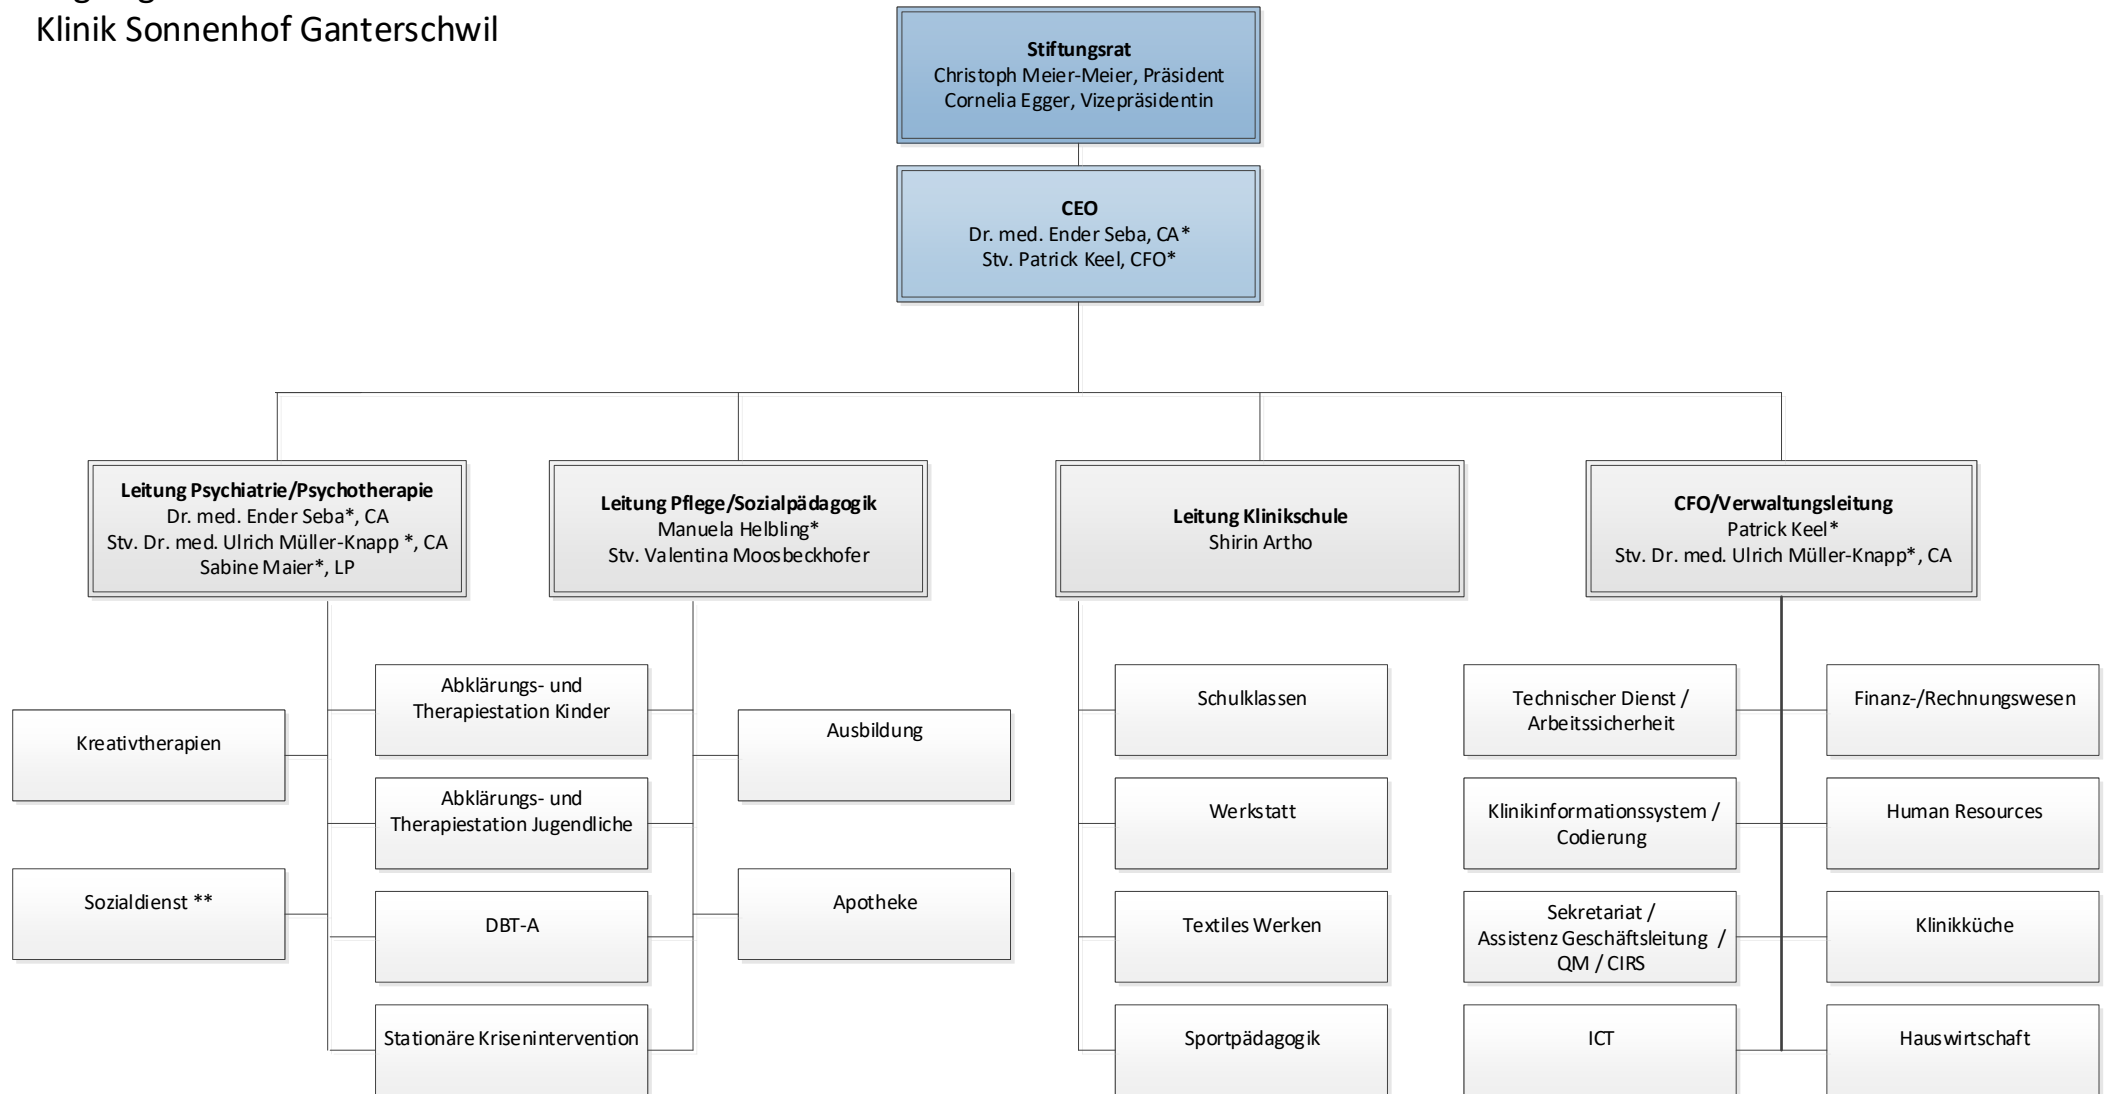 Klinik Sonnenhof Ganterschwil
Stiftungsrat
Christoph Meier-Meier, Präsident
Cornelia Egger, Vizepräsidentin
CEO
Dr. med. Ender Seba, CA*
Stv. Patrick Keel, CFO*
Leitung Psychiatrie/Psychotherapie
Dr. med. Ender Seba*, CA
Stv. Dr. med. Ulrich Müller-Knapp *, CA
Sabine Maier*, LP
Leitung Pflege/Sozialpädagogik
Manuela Helbling*
Stv. Valentina Moosbeckhofer
Leitung Klinikschule
Shirin Artho
CFO/Verwaltungsleitung
Patrick Keel*
Stv. Dr. med. Ulrich Müller-Knapp*, CA
Kreativtherapien
Sozialdienst **
Abklärungs- und
Therapiestation Kinder
Abklärungs- und
Therapiestation Jugendliche
DBT-A
Stationäre Krisenintervention
Ausbildung
Apotheke
Schulklassen
Werkstatt
Textiles Werken
Sportpädagogik
Technischer Dienst /
Arbeitssicherheit
Klinikinformationssystem /
Codierung
Sekretariat /
Assistenz Geschäftsleitung /
QM / CIRS
ICT
Finanz-/Rechnungswesen
Human Resources
Klinikküche
Hauswirtschaft